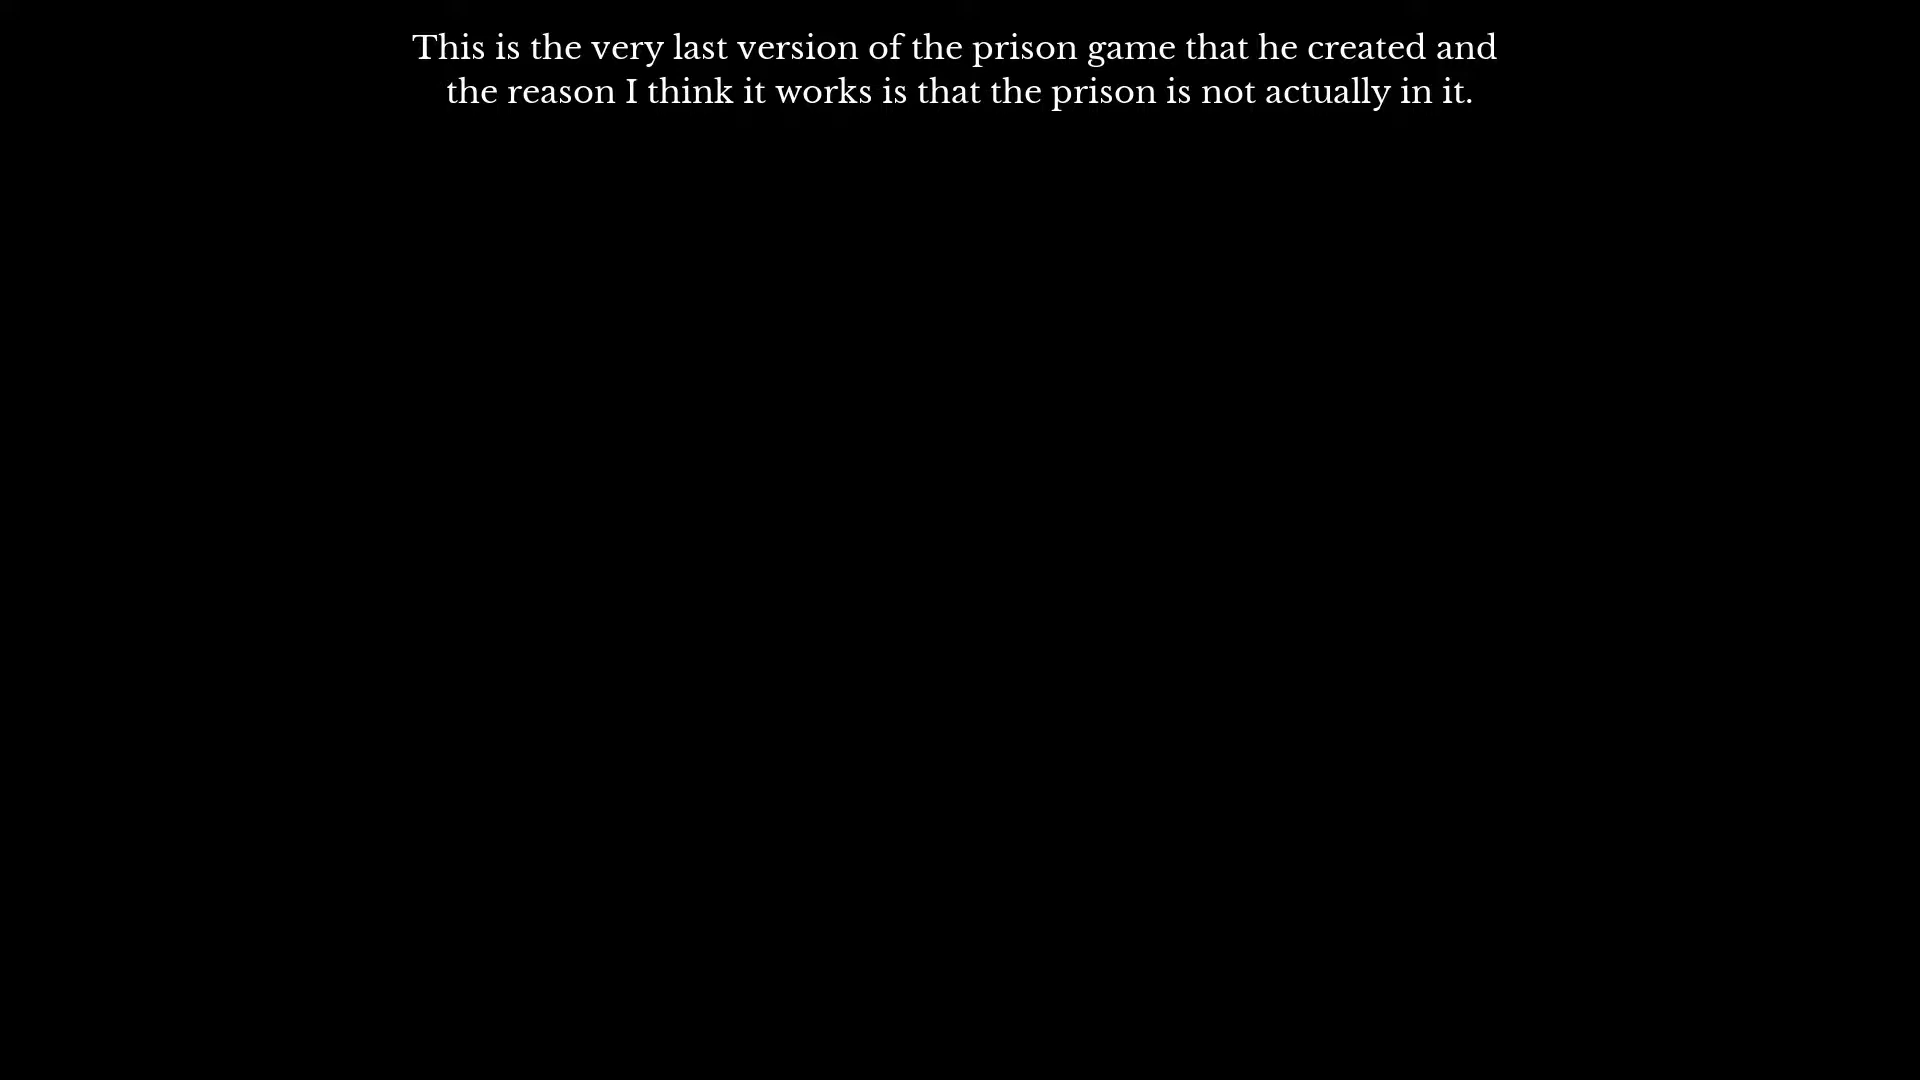 This is the very last version of the prison game that he created and
the reason I think it works is that the prison is not actually in it.